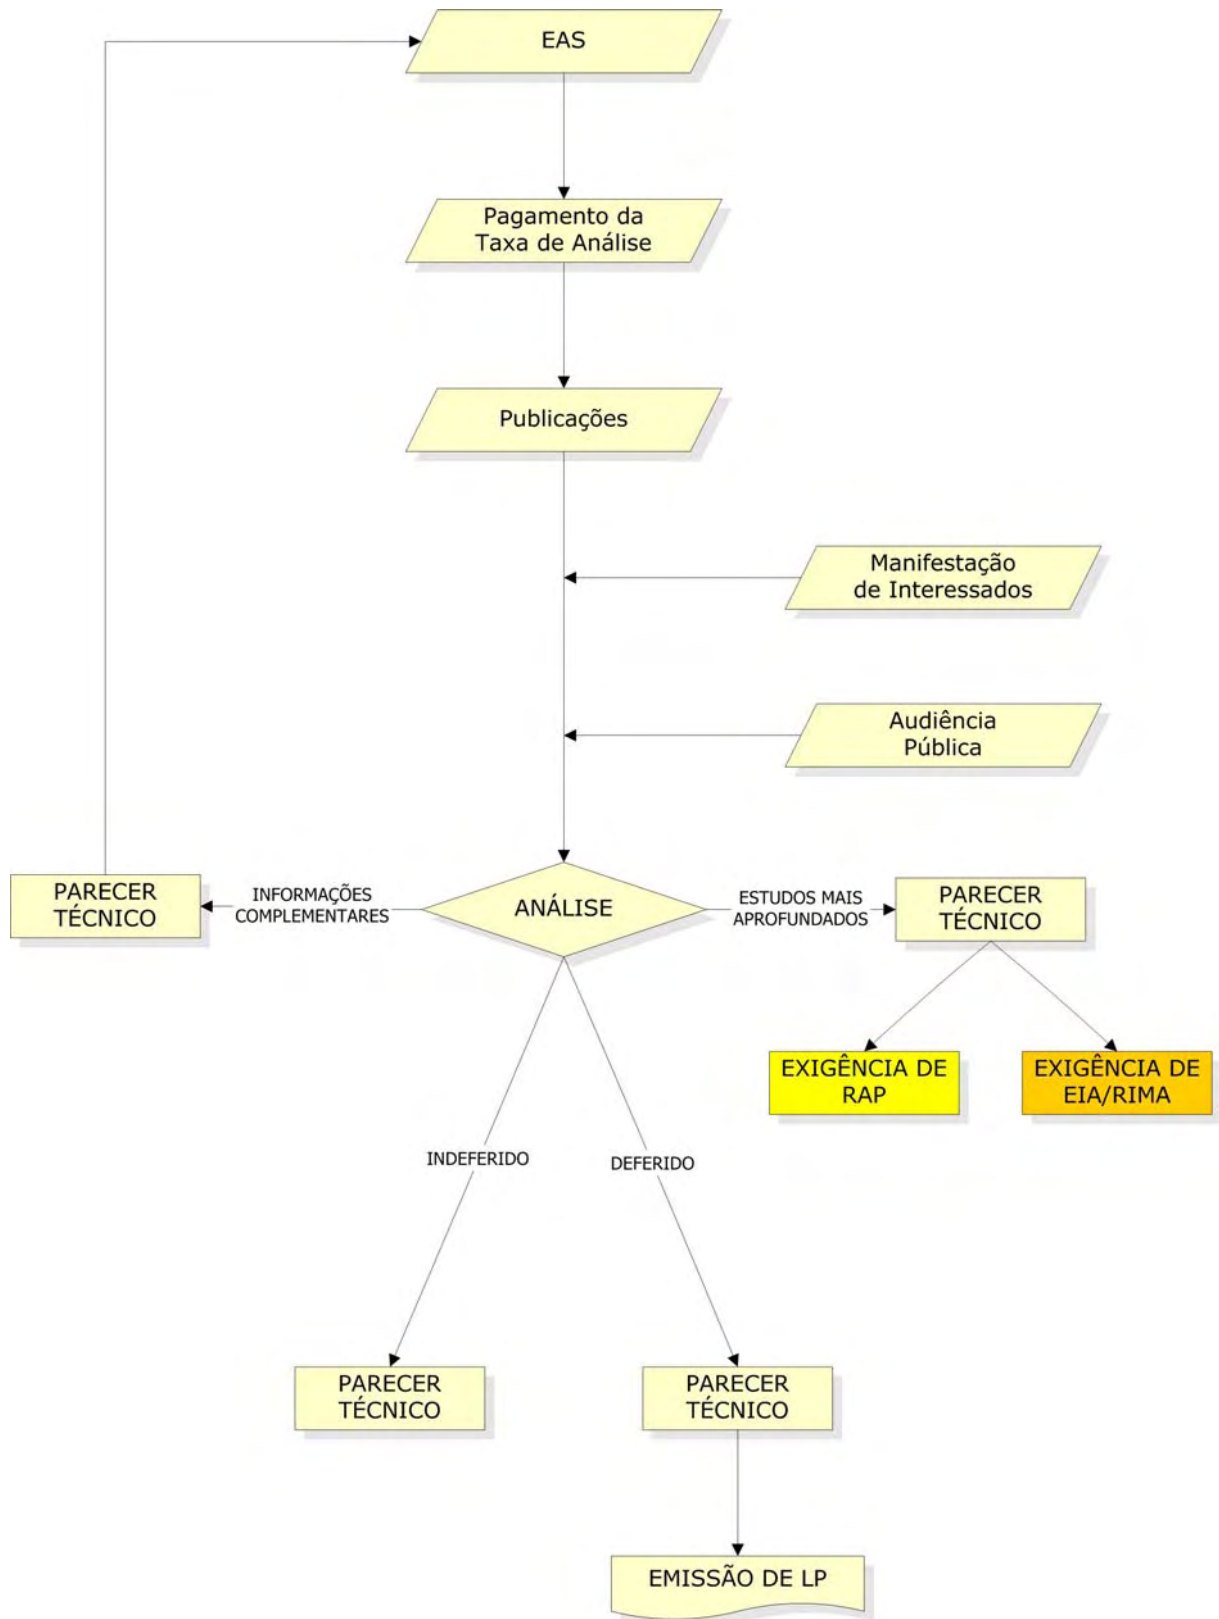 EAS
Pagamento da
Taxa de Análise
Publicações
Manifestação
de Interessados
Audiência
Pública
PARECER
TÉCNICO
INFORMAÇÕES
COMPLEMENTARES
ANÁLISE
ESTUDOS MAIS
APROFUNDADOS
PARECER
TÉCNICO
EXIGÊNCIA DE
RAP
EXIGÊNCIA DE
EIA/RIMA
INDEFERIDO
DEFERIDO
PARECER
TÉCNICO
PARECER
TÉCNICO
EMISSÃO DE LP